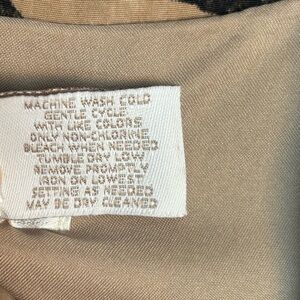 MACHINE WASH COLD
GENTLE CYCLE
WITH LIKE COLORS
ONLY NON-CHLORINE
BLEACH WHEN NEEDED
TUMBLE DRY LOW
REMOVE PROMPTLY
IRON ON LOWEST
SETTING AS NEEDED
MAY BE DRY CLEANED